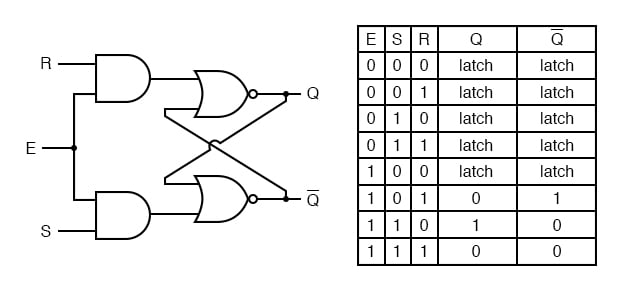 R
Q
E
Q̅
S
E S R Q Q̅
0 0 0 latch latch
0 0 1 latch latch
0 1 0 latch latch
0 1 1 latch latch
1 0 0 latch latch
1 0 1 0 1
1 1 0 1 0
1 1 1 0 0